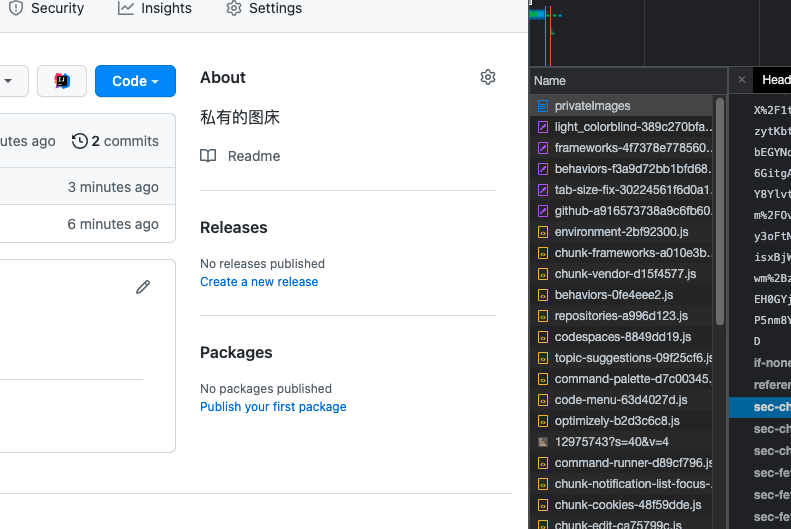 Security
Insights
Settings
Code
utes ago
2 commits
3 minutes ago
6 minutes ago
About
私有的图床
Readme
Releases
No releases published
Create a new release
Packages
No packages published
Publish your first package
Name
privateImages
light_colorblind-389c270bfa...
frameworks-4f7378e778560...
behaviors-f3a9d72bb1bfd68...
tab-size-fix-30224561f6d0a1...
github-a916573738a9c6fb60...
environment-2bf92300.js
chunk-frameworks-a010e3b...
chunk-vendor-d15f4577.js
behaviors-0fe4eee2.js
repositories-a996d123.js
codespaces-8849dd19.js
topic-suggestions-09f25cf6.js
command-palette-d7c00345...
code-menu-63d4027d.js
optimizely-b2d3c6c8.js
12975743?s=40&v=4
command-runner-d89cf796.js
chunk-notification-list-focus-...
chunk-cookies-48f59dde.js
chunk-edit-ca75799c.js
×
Head
X%2F1t
zytKbt
bEGYNd
6GitgA
Y8Ylvt
m%2FOv
y3oFtN
isxBjW
wm%2Bz
EH0GYj
P5nm8Y
D
if-none
referer
sec-ch
sec-ch
sec-ch
sec-fe
sec-fe
sec-fe